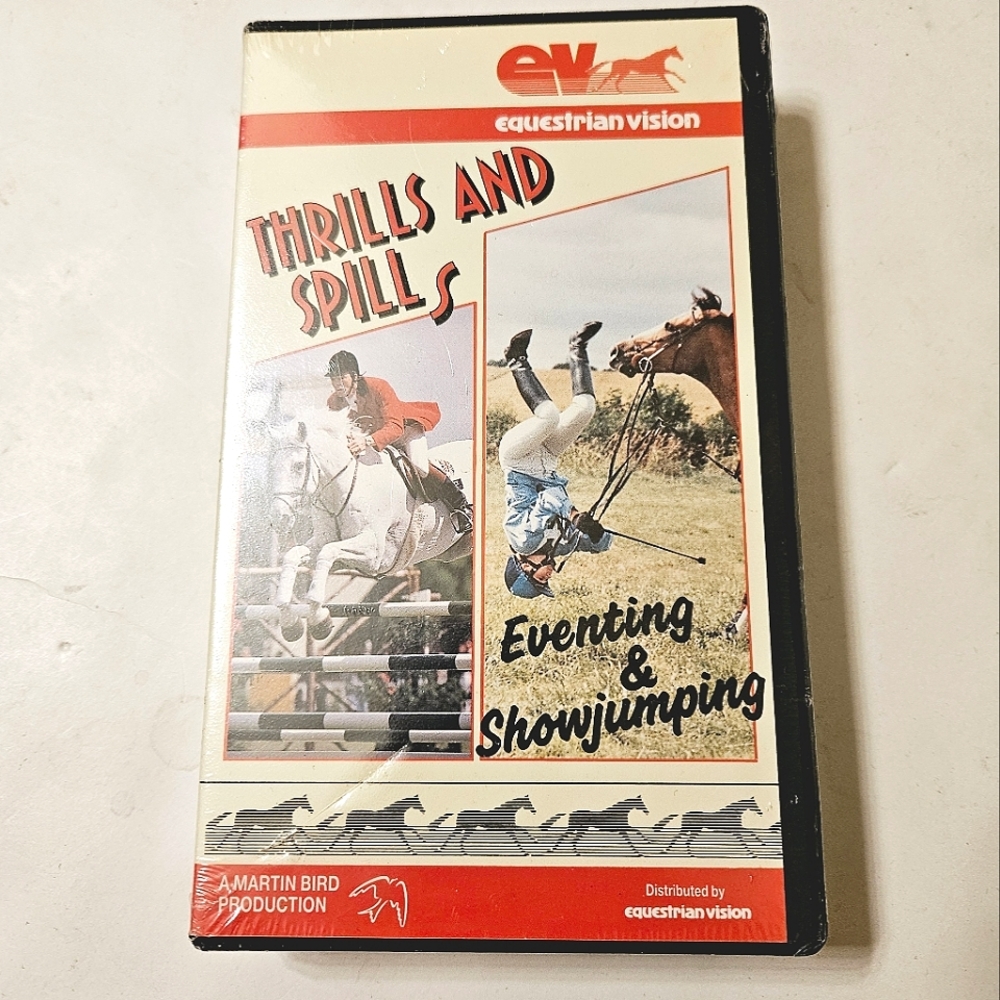 ev
equestrian vision
THRILLS AND
SPILLS
Eventing
&
Showjumping
A MARTIN BIRD
PRODUCTION
Distributed by
equestrian vision